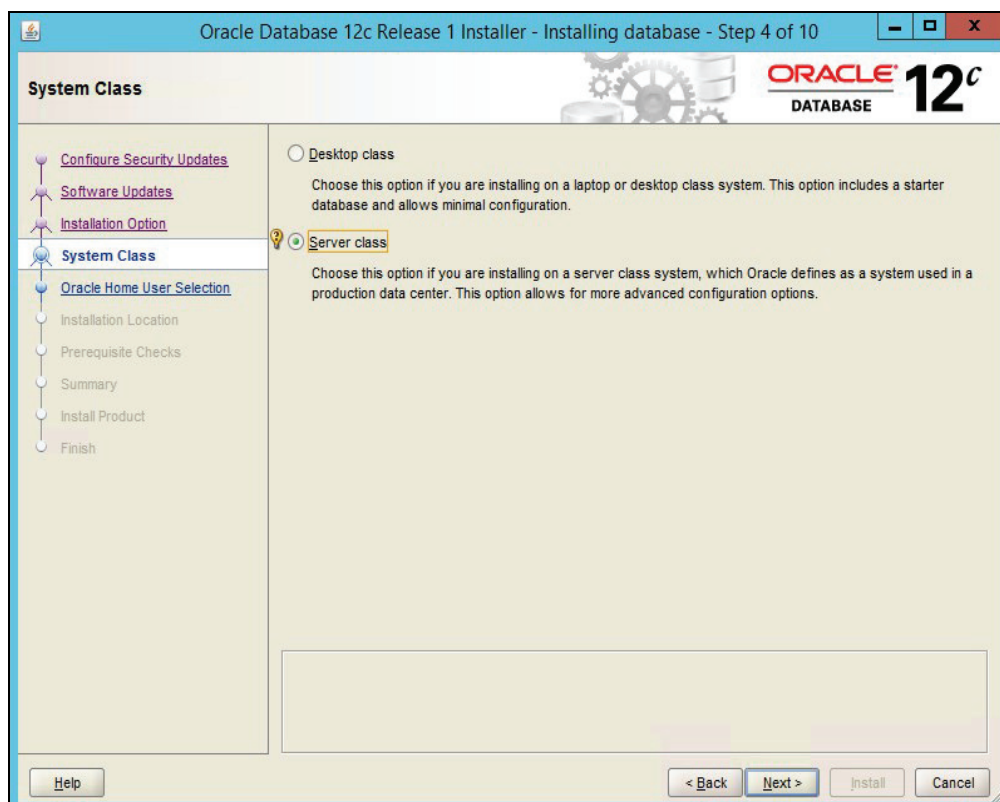 Oracle Database 12c Release 1 Installer - Installing database - Step 4 of 10
System Class
ORACLE
DATABASE
12c
Configure Security Updates
Software Updates
Installation Option
System Class
Oracle Home User Selection
Installation Location
Prerequisite Checks
Summary
Install Product
Finish
Desktop class
Choose this option if you are installing on a laptop or desktop class system. This option includes a starter
database and allows minimal configuration.
Server class
Choose this option if you are installing on a server class system, which Oracle defines as a system used in a
production data center. This option allows for more advanced configuration options.
Help
< Back
Next >
Install
Cancel